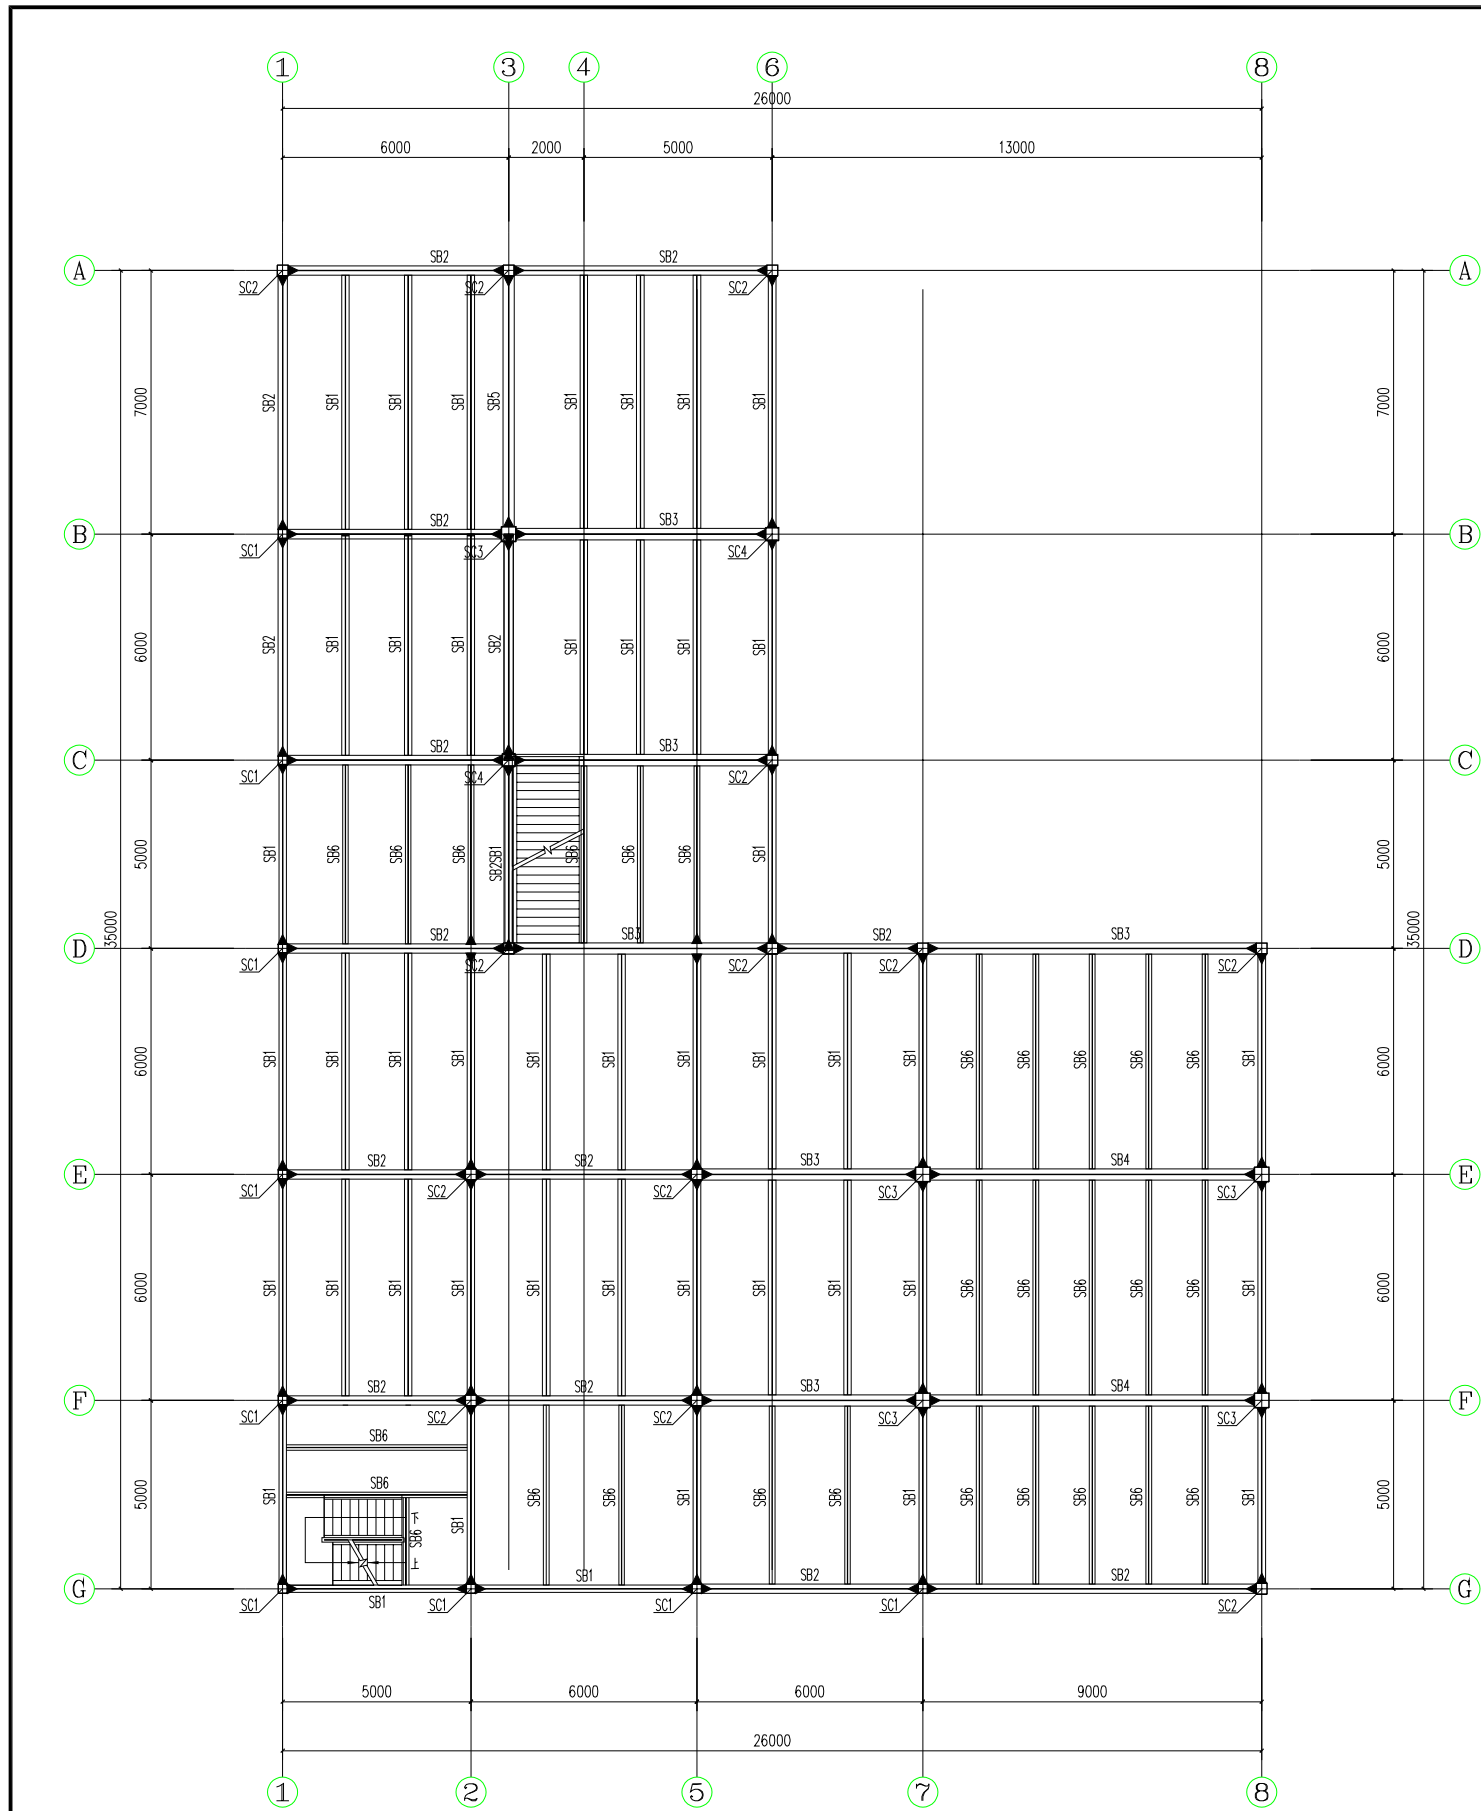 1 3 4 6 8
26000
6000 2000 5000 13000
SB2 SB2
A A
SC2 SC2 SC2
7000 SB2 SB1 SB1 SB1 SB5 SB1 SB1 SB1 SB1 7000
SB2 SB3
B B
SC1 SC3 SC4
6000 SB2 SB1 SB1 SB1 SB2 SB1 SB1 SB1 SB1 6000
SB2 SB3
C C
SC1 SC4 SC2
5000 SB1 SB6 SB6 SB6 SB2SB1 SB6 SB6 SB6 SB1 5000
35000 35000
SB2 SB3 SB2 SB3
D D
SC1 SC2 SC2 SC2 SC2
6000 SB1 SB1 SB1 SB1 SB1 SB1 SB1 SB1 SB1 SB1 SB6 SB6 SB6 SB6 SB6 SB1 6000
SB2 SB2 SB3 SB4
E E
SC1 SC2 SC2 SC3 SC3
6000 SB1 SB1 SB1 SB1 SB1 SB1 SB1 SB1 SB1 SB1 SB6 SB6 SB6 SB6 SB6 SB1 6000
SB2 SB2 SB3 SB4
F F
SC1 SC2 SC2 SC3 SC3
SB6
SB6
5000 SB1 SB1 SB6 SB6 SB1 SB6 SB6 SB1 SB6 SB6 SB6 SB6 SB6 SB1 5000
下
SB6
上
SB1 SB2 SB2
G G
SC1 SB1 SC1 SC1 SC1 SC2
5000 6000 6000 9000
26000
1 2 5 7 8